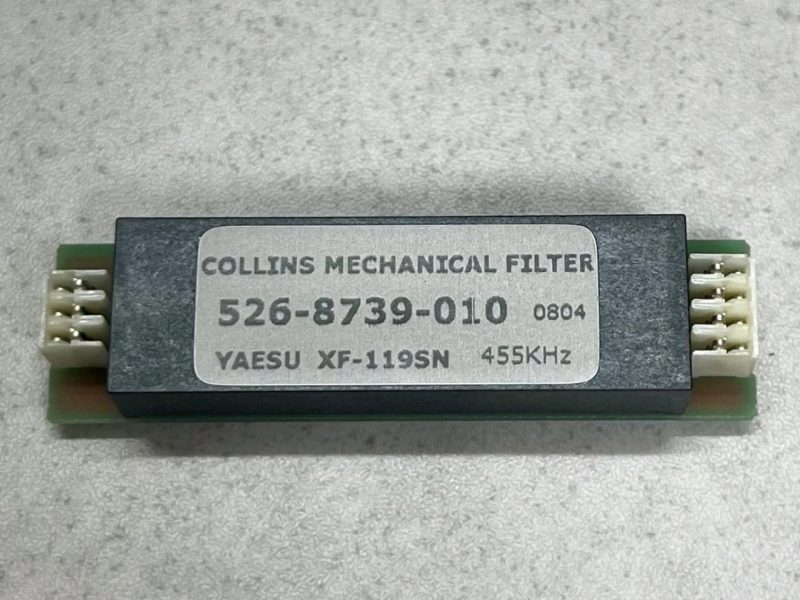 COLLINS MECHANICAL FILTER
526-8739-010 0804
YAESU XF-119SN 455KHz